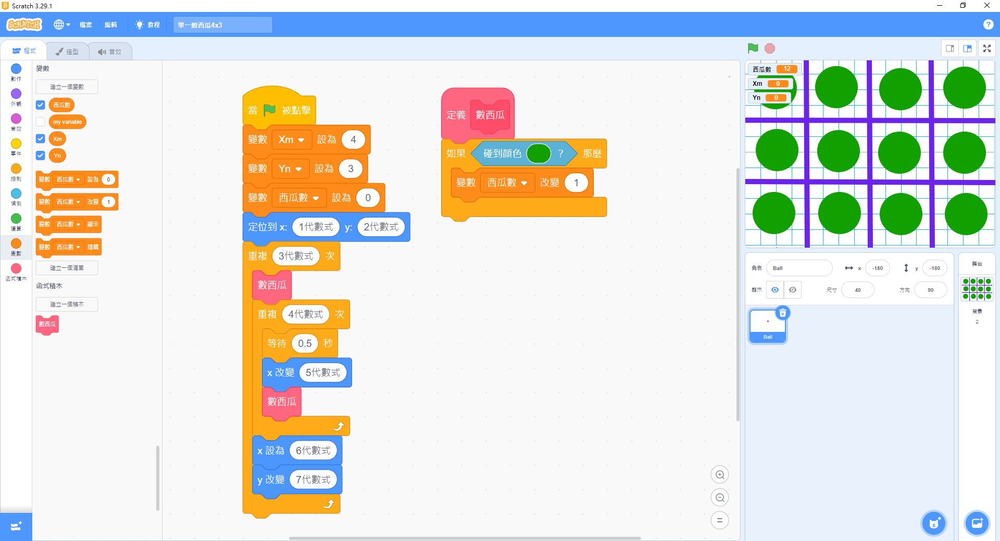 Scratch 3.29.1
SCRATCH 檔案 編輯 教程 單一數西瓜4x3 ?
程式 造型 音效
動作
外觀
音效
事件
控制
偵測
運算
變數
函式積木
變數
建立一個變數
西瓜數
my variable
Xm
Yn
變數 西瓜數 設為 0
變數 西瓜數 改變 1
變數 西瓜數 顯示
變數 西瓜數 隱藏
建立一個清單
函式積木
建立一個積木
數西瓜
當 被點擊
變數 Xm 設為 4
變數 Yn 設為 3
變數 西瓜數 設為 0
定位到 x: 1代數式 y: 2代數式
重複 3代數式 次
數西瓜
重複 4代數式 次
等待 0.5 秒
x 改變 5代數式
數西瓜
x 設為 6代數式
y 改變 7代數式
定義 數西瓜
如果 碰到顏色 ? 那麼
變數 西瓜數 改變 1
西瓜數 12
Xm 0
Yn 0
角色 Ball x -180 y -180
顯示 尺寸 40 方向 90
Ball
舞台
背景
2